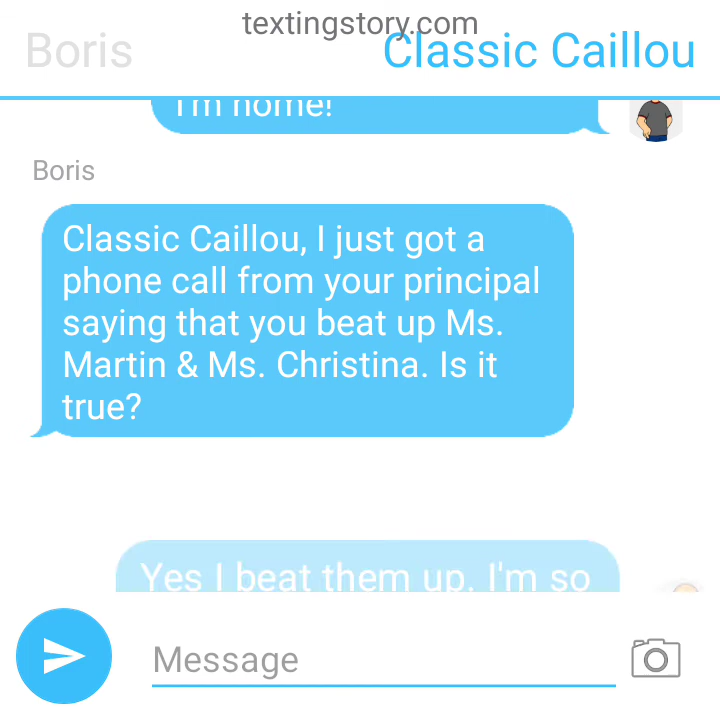 textingstory.com
Boris
Classic Caillou
I'm home!
Boris
Classic Caillou, I just got a
phone call from your principal
saying that you beat up Ms.
Martin & Ms. Christina. Is it
true?
Yes I beat them up. I'm so
Message